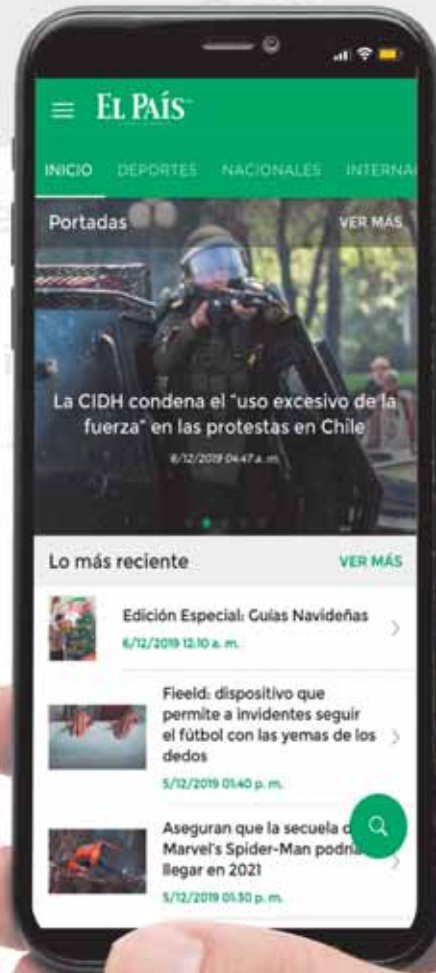 EL PAÍS
INICIO DEPORTES NACIONALES INTERNA
Portadas VER MÁS
La CIDH condena el "uso excesivo de la
fuerza" en las protestas en Chile
6/12/2019 04:47 a. m.
Lo más reciente VER MÁS
Edición Especial: Guías Navideñas
6/12/2019 12:10 a. m.
Fieeld: dispositivo que
permite a invidentes seguir
el fútbol con las yemas de los
dedos
5/12/2019 01:40 p. m.
Aseguran que la secuela d
Marvel's Spider-Man podría
llegar en 2021
5/12/2019 01:30 p. m.